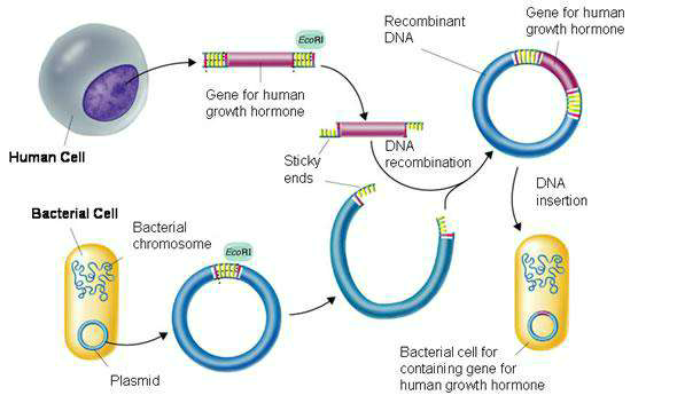 EcoRI
Gene for human
growth hormone
Human Cell
Recombinant
DNA
Gene for human
growth hormone
Sticky
ends
DNA
recombination
DNA
insertion
Bacterial Cell
Bacterial
chromosome
EcoRI
Plasmid
Bacterial cell for
containing gene for
human growth hormone